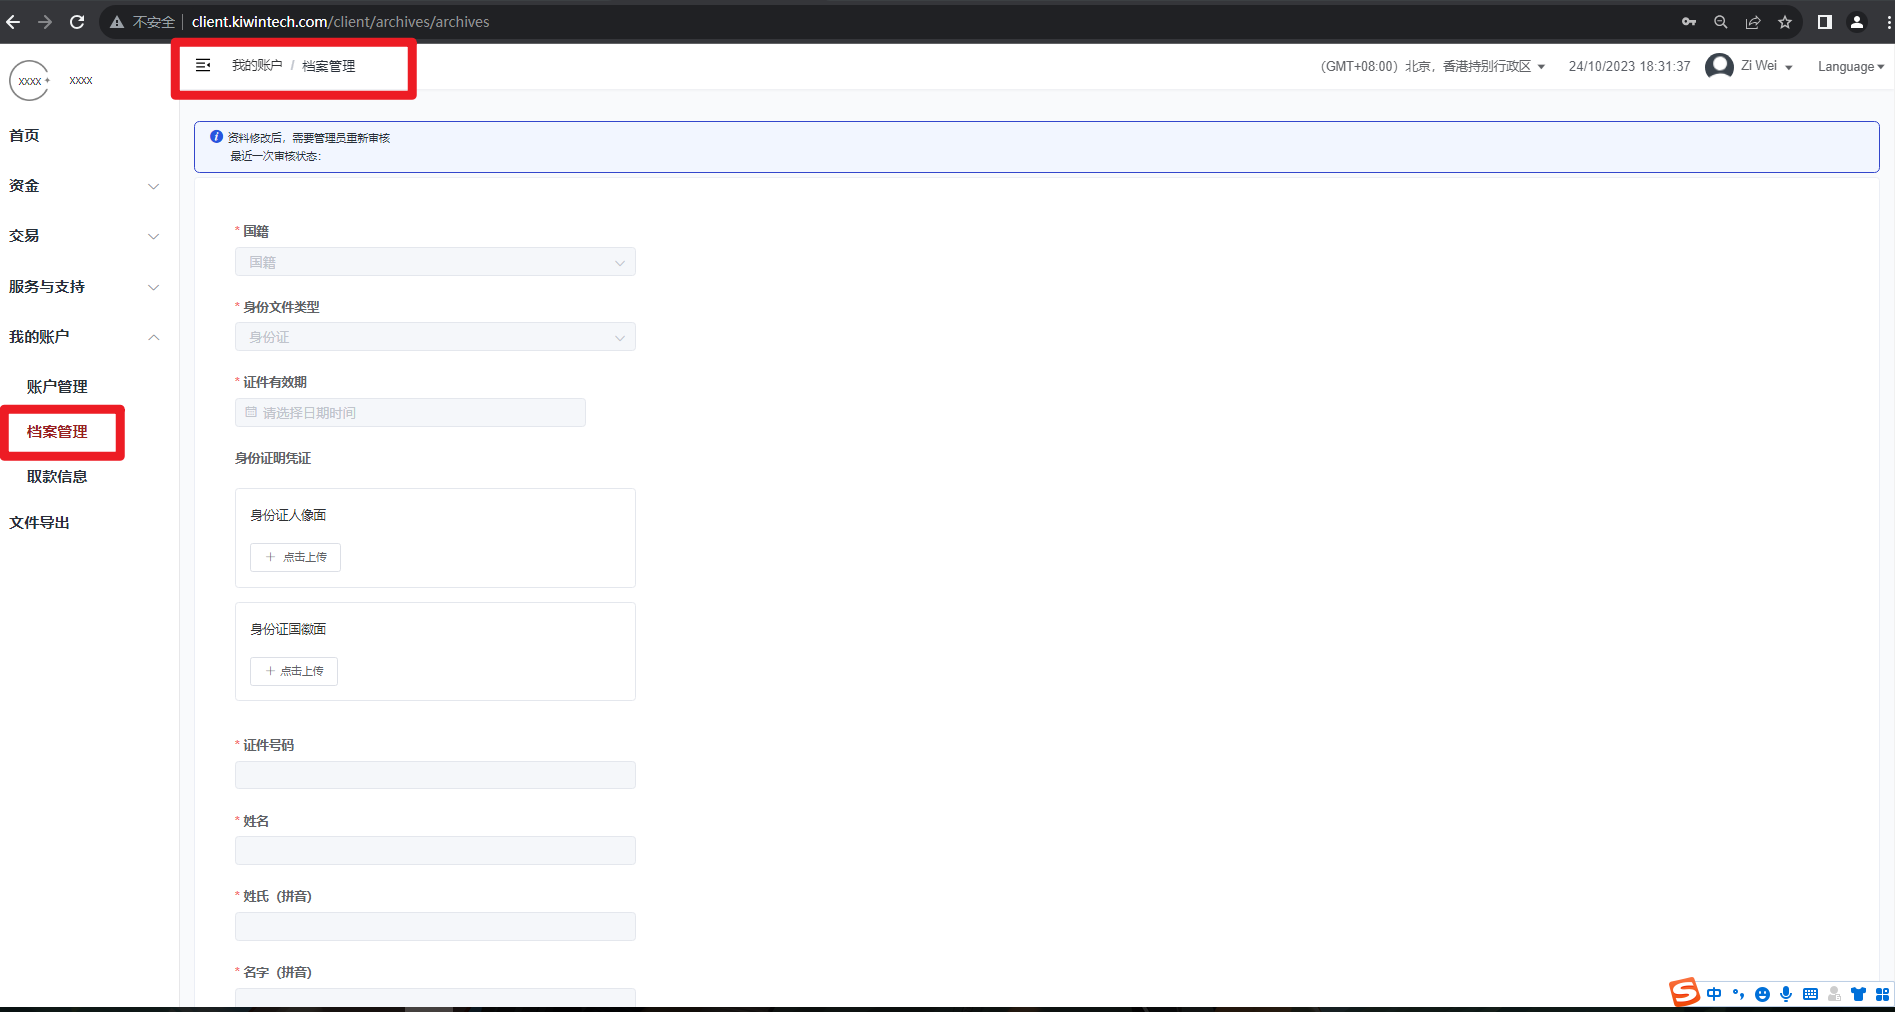 不安全 client.kiwintech.com/client/archives/archives
XXXX XXXX
我的账户 / 档案管理
（GMT+08:00）北京，香港持别行政区 24/10/2023 18:31:37 Zi Wei Language
首页
资金
交易
服务与支持
我的账户
账户管理
档案管理
取款信息
文件导出
资料修改后，需要管理员重新审核
最近一次审核状态：
* 国籍
国籍
* 身份文件类型
身份证
* 证件有效期
请选择日期时间
身份证明凭证
身份证人像面
+ 点击上传
身份证国徽面
+ 点击上传
* 证件号码
* 姓名
* 姓氏（拼音）
* 名字（拼音）
S 中